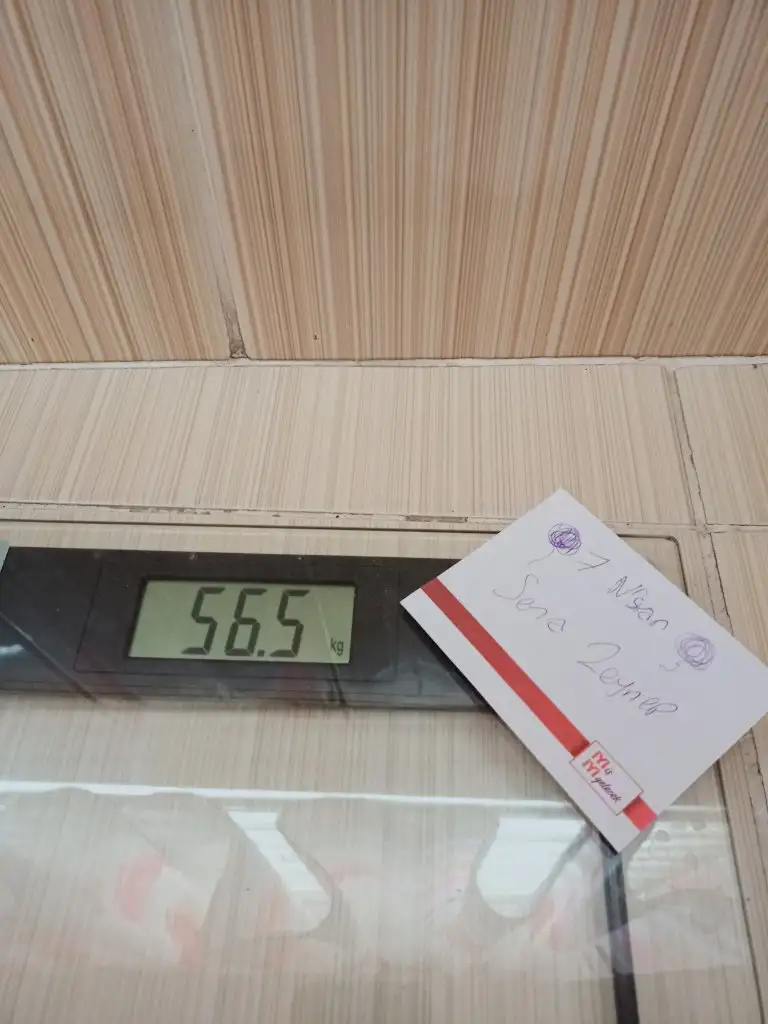 56.5 kg
7 Nisan
Sena Zeynep